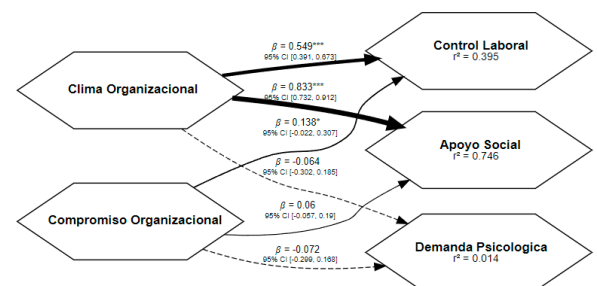 Control Laboral
r² = 0.395
β = 0.549***
95% CI [0.391, 0.673]
Clima Organizacional
β = 0.833***
95% CI [0.732, 0.912]
β = 0.138*
95% CI [-0.022, 0.307]
Apoyo Social
r² = 0.746
β = -0.064
95% CI [-0.302, 0.185]
Compromiso Organizacional
β = 0.06
95% CI [-0.057, 0.19]
β = -0.072
95% CI [-0.299, 0.168]
Demanda Psicologica
r² = 0.014